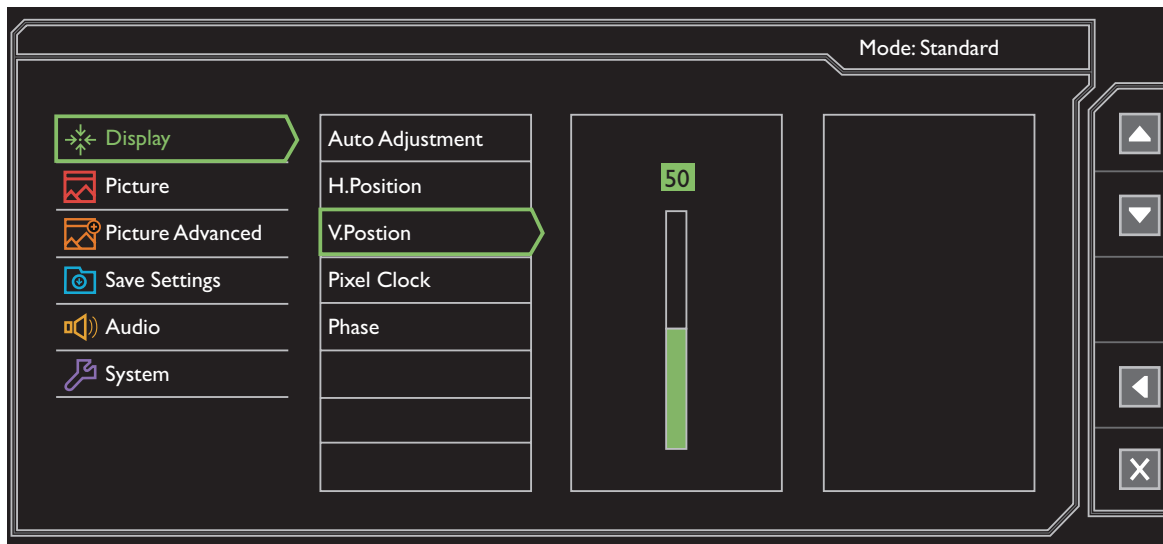 Mode: Standard
Display
Picture
Picture Advanced
Save Settings
Audio
System
Auto Adjustment
H.Position
V.Postion
Pixel Clock
Phase
50